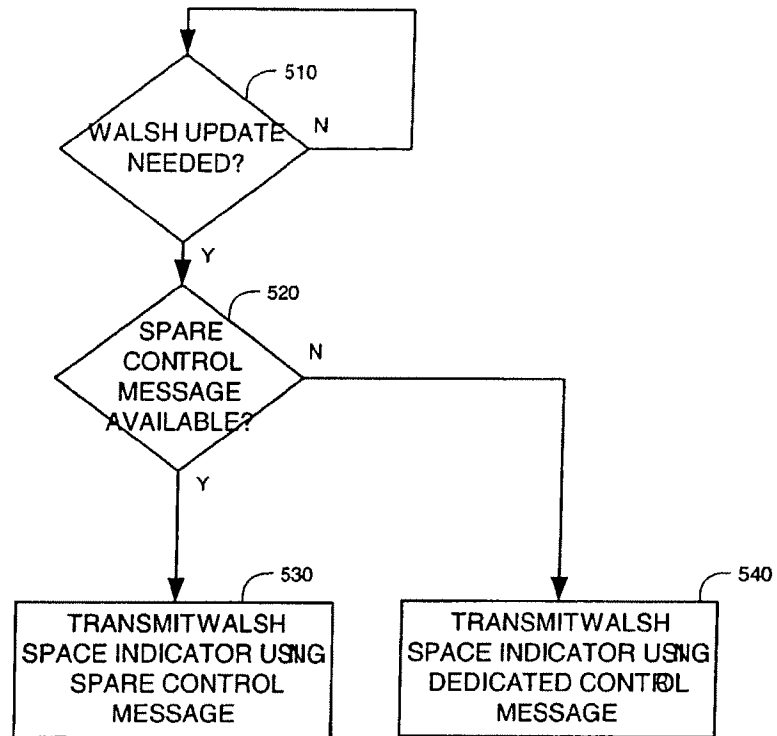 510
WALSH UPDATE
NEEDED?
N
Y
520
SPARE
CONTROL
MESSAGE
AVAILABLE?
N
Y
530
TRANSMITWALSH
SPACE INDICATOR USING
SPARE CONTROL
MESSAGE
540
TRANSMITWALSH
SPACE INDICATOR USING
DEDICATED CONTROL
MESSAGE